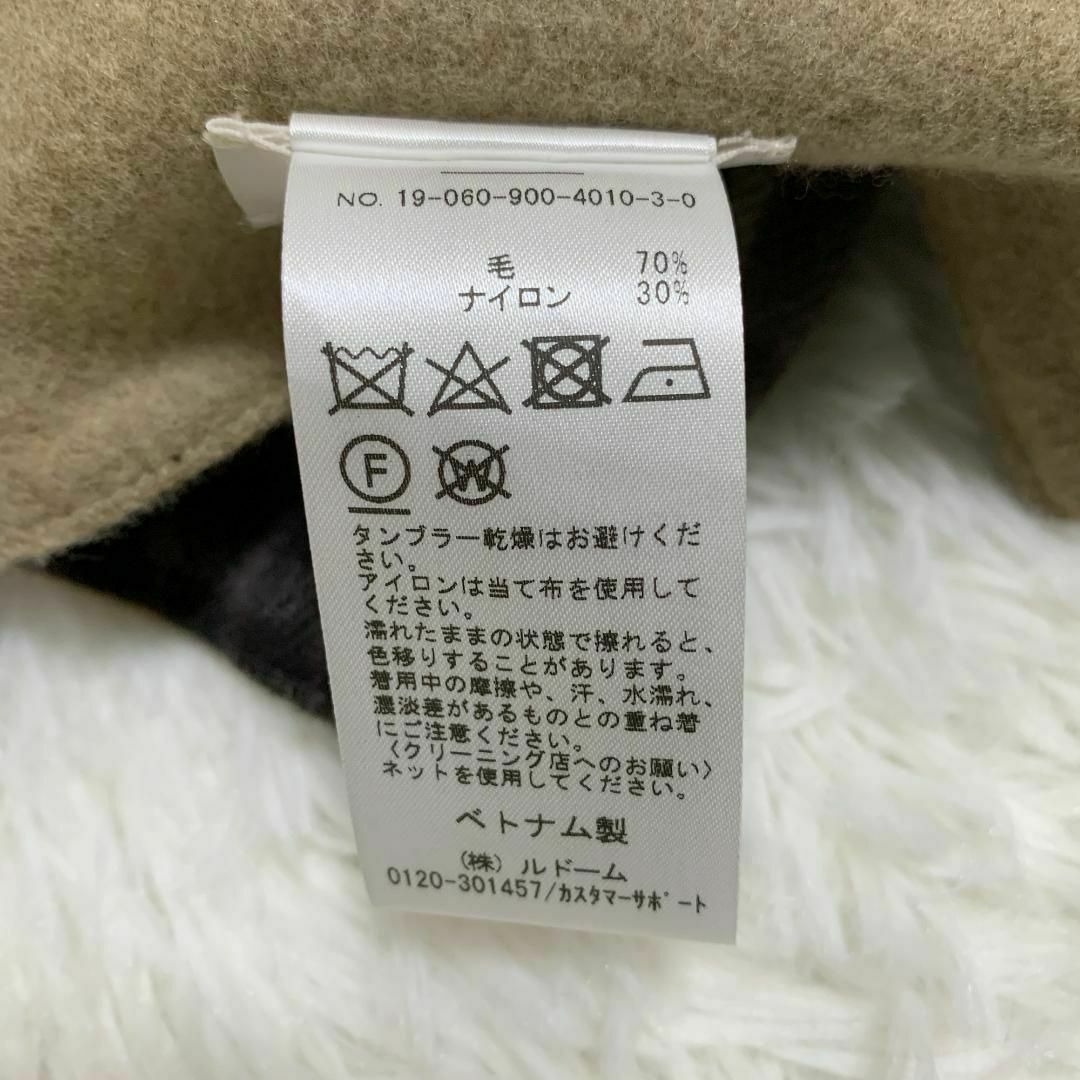 NO. 19-060-900-4010-3-0
毛 70%
ナイロン 30%
F
W
タンブラー乾燥はお避けくだ
さい。
アイロンは当て布を使用して
ください。
濡れたままの状態で擦れると、
色移りすることがあります。
着用中の摩擦や、汗、水濡れ、
濃淡差があるものとの重ね着
にご注意ください。
〈クリーニング店へのお願い〉
ネットを使用してください。
ベトナム製
(株) ルドーム
0120-301457/カスタマーサポート